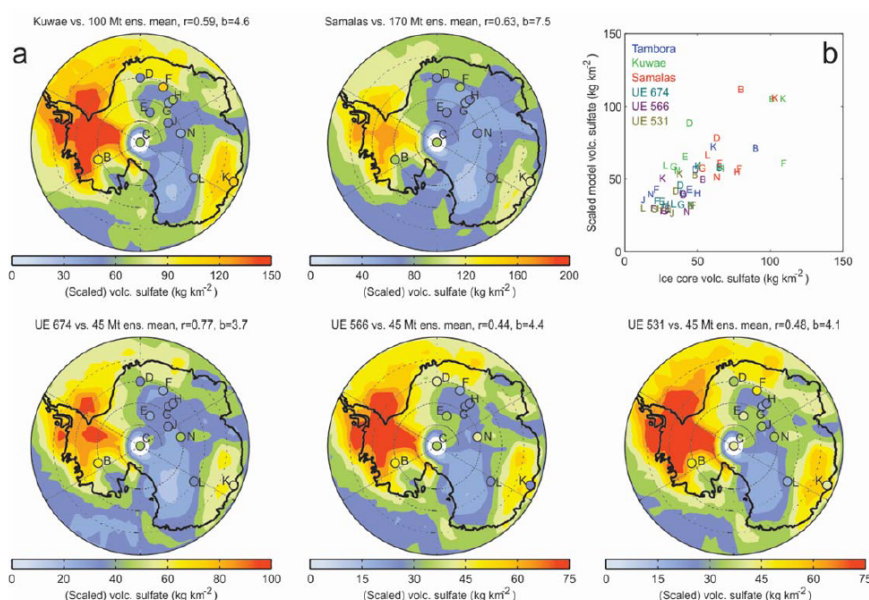 Kuwae vs. 100 Mt ens. mean, r=0.59, b=4.6
Samalas vs. 170 Mt ens. mean, r=0.63, b=7.5
a
b
D
F
H
E
G
J
C
N
B
L
K
D
F
H
E
G
J
C
N
B
L
K
0 30 60 90 120 150
(Scaled) volc. sulfate (kg km-2)
0 40 80 120 160 200
(Scaled) volc. sulfate (kg km-2)
Scaled model volc. sulfate (kg km-2)
150
100
50
0
Tambora
Kuwae
Samalas
UE 674
UE 566
UE 531
0 50 100 150
Ice core volc. sulfate (kg km-2)
UE 674 vs. 45 Mt ens. mean, r=0.77, b=3.7
UE 566 vs. 45 Mt ens. mean, r=0.44, b=4.4
UE 531 vs. 45 Mt ens. mean, r=0.48, b=4.1
D
F
H
E
G
J
C
N
B
L
K
D
F
H
E
G
J
C
N
B
L
K
D
F
H
E
G
J
C
N
B
L
K
0 20 40 60 80 100
(Scaled) volc. sulfate (kg km-2)
0 15 30 45 60 75
(Scaled) volc. sulfate (kg km-2)
0 15 30 45 60 75
(Scaled) volc. sulfate (kg km-2)